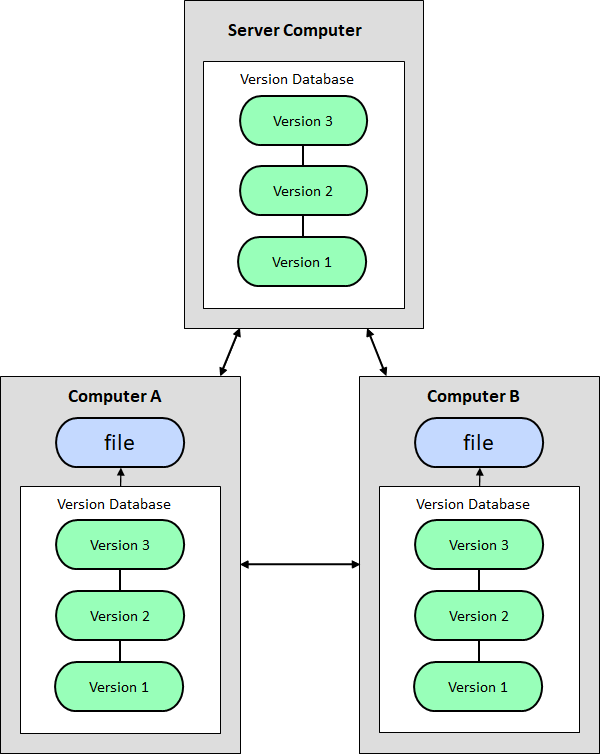 Server Computer
Version Database
Version 3
Version 2
Version 1
Computer A
file
Version Database
Version 3
Version 2
Version 1
Computer B
file
Version Database
Version 3
Version 2
Version 1